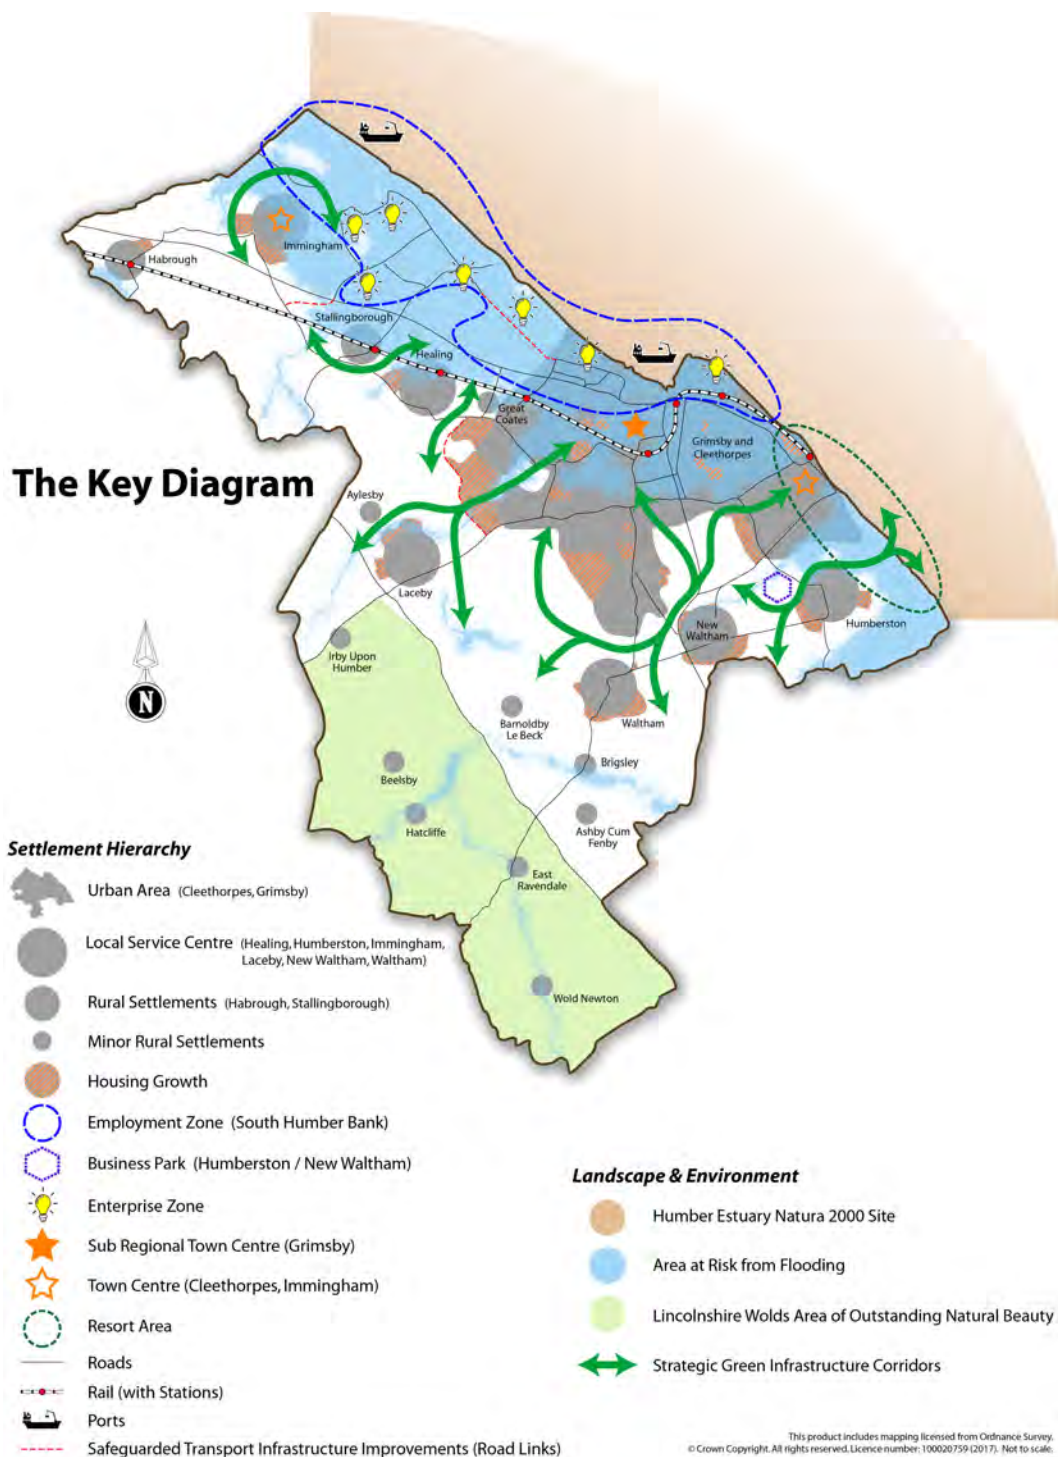 Immingham
Habrough
Stallingborough
Healing
Great
Coates
Grimsby and
Cleethorpes
The Key Diagram
Aylesby
Laceby
New
Waltham
Humberston
Irby Upon
Humber
N
Waltham
Barnoldby
Le Beck
Brigsley
Beelsby
Hatcliffe
Ashby Cum
Fenby
East
Ravendale
Wold Newton
Settlement Hierarchy
Urban Area (Cleethorpes, Grimsby)
Local Service Centre (Healing, Humberston, Immingham,
Laceby, New Waltham, Waltham)
Rural Settlements (Habrough, Stallingborough)
Minor Rural Settlements
Housing Growth
Employment Zone (South Humber Bank)
Business Park (Humberston / New Waltham)
Enterprise Zone
Sub Regional Town Centre (Grimsby)
Town Centre (Cleethorpes, Immingham)
Resort Area
Roads
Rail (with Stations)
Ports
Safeguarded Transport Infrastructure Improvements (Road Links)
Landscape & Environment
Humber Estuary Natura 2000 Site
Area at Risk from Flooding
Lincolnshire Wolds Area of Outstanding Natural Beauty
Strategic Green Infrastructure Corridors
This product includes mapping licensed from Ordnance Survey.
© Crown Copyright. All rights reserved. Licence number: 100020759 (2017). Not to scale.